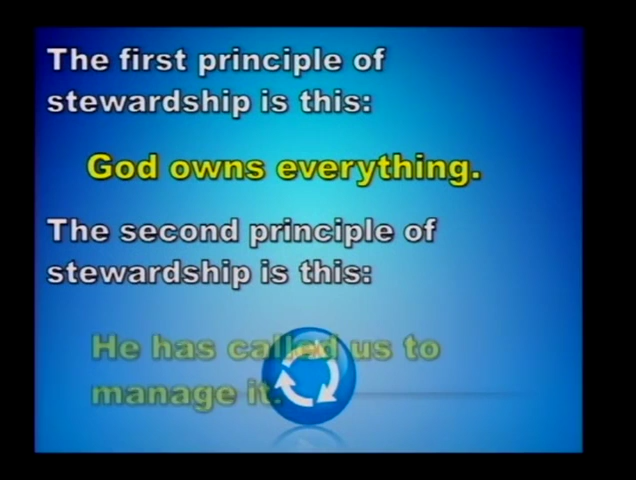 The first principle of
stewardship is this:
God owns everything.
The second principle of
stewardship is this:
He has called us to
manage it.